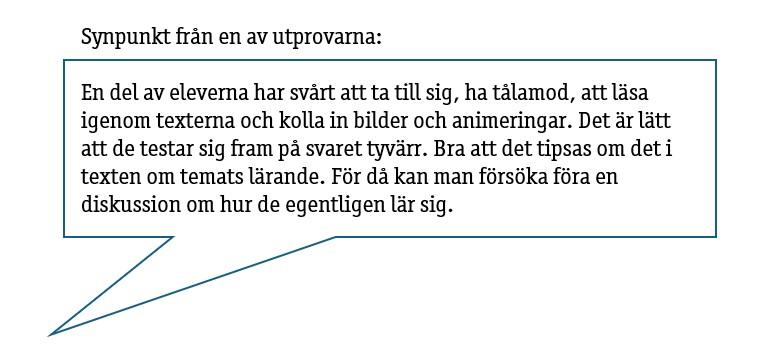 Synpunkt från en av utprovarna:
En del av eleverna har svårt att ta till sig, ha tålamod, att läsa
igenom texterna och kolla in bilder och animeringar. Det är lätt
att de testar sig fram på svaret tyvärr. Bra att det tipsas om det i
texten om temats lärande. För då kan man försöka föra en
diskussion om hur de egentligen lär sig.